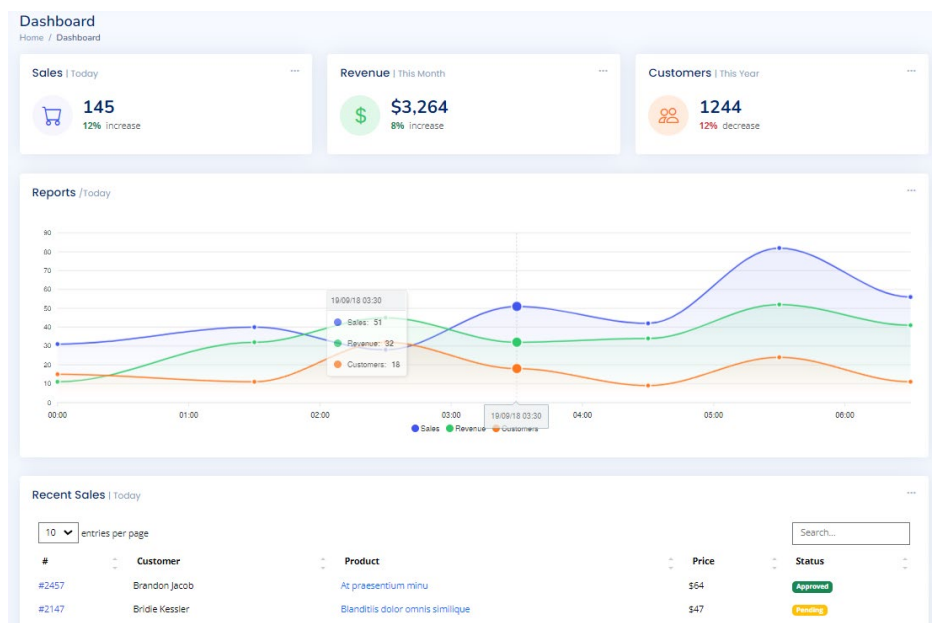 Dashboard
Home / Dashboard
Sales | Today
...
145
12% increase
Revenue | This Month
...
$3,264
8% increase
Customers | This Year
...
1244
12% decrease
Reports /Today
...
90
80
70
60
50
40
30
20
10
0
19/09/18 03:30
Sales: 51
Revenue: 32
Customers: 18
00:00 01:00 02:00 03:00 04:00 05:00 06:00
19/09/18 03:30
Sales Revenue Customers
Recent Sales | Today
...
10 entries per page
Search...
# Customer Product Price Status
#2457 Brandon Jacob At praesentium minu $64 Approved
#2147 Bridie Kessler Blanditiis dolor omnis similique $47 Pending